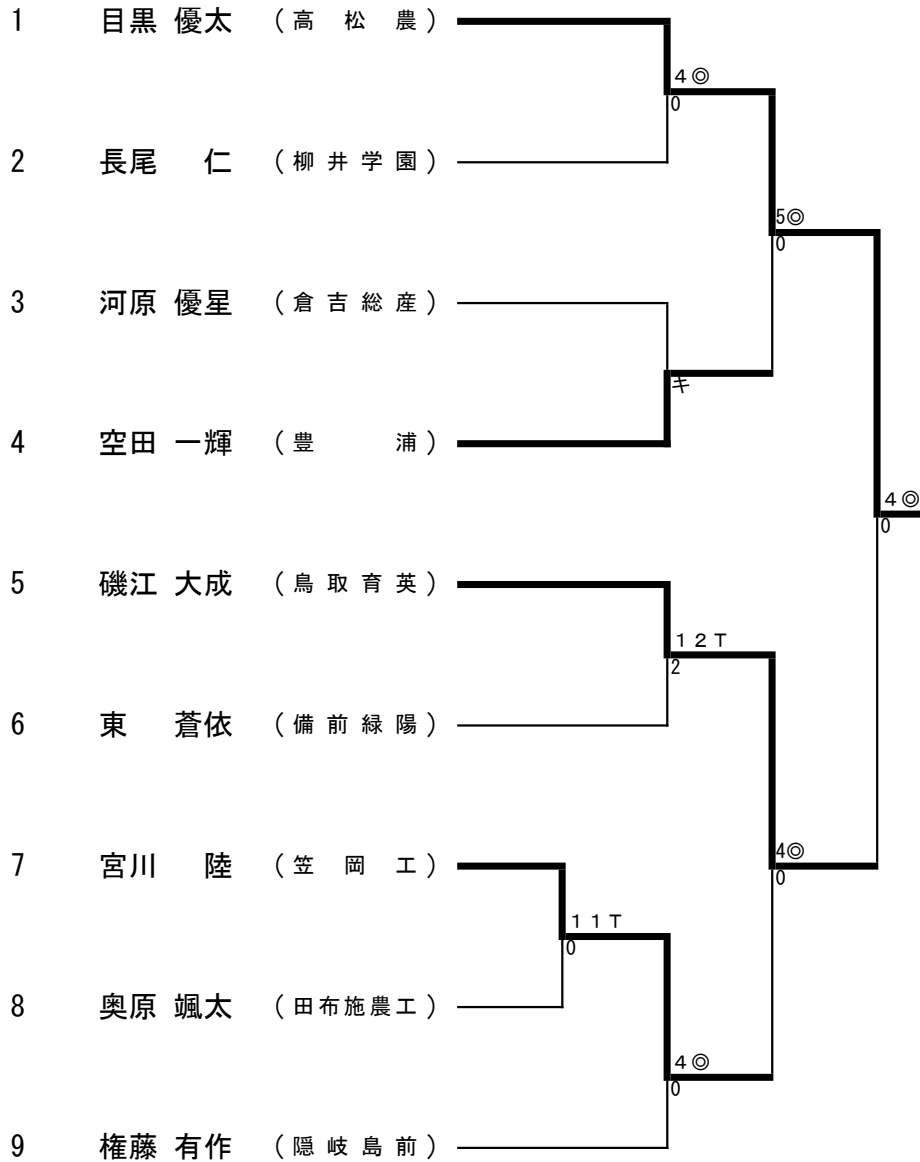 1 目黒 優太 （高松農）
4◎
0
2 長尾 仁 （柳井学園）
5◎
0
3 河原 優星 （倉吉総産）
キ
4 空田 一輝 （豊浦）
4◎
0
5 磯江 大成 （鳥取育英）
12T
2
6 東 蒼依 （備前緑陽）
7 宮川 陸 （笠岡工）
4◎
0
11T
0
8 奥原 颯太 （田布施農工）
4◎
0
9 権藤 有作 （隠岐島前）